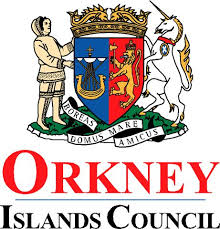 BOREAS DOMUS MARE AMICUS
ORKNEY
ISLANDS COUNCIL